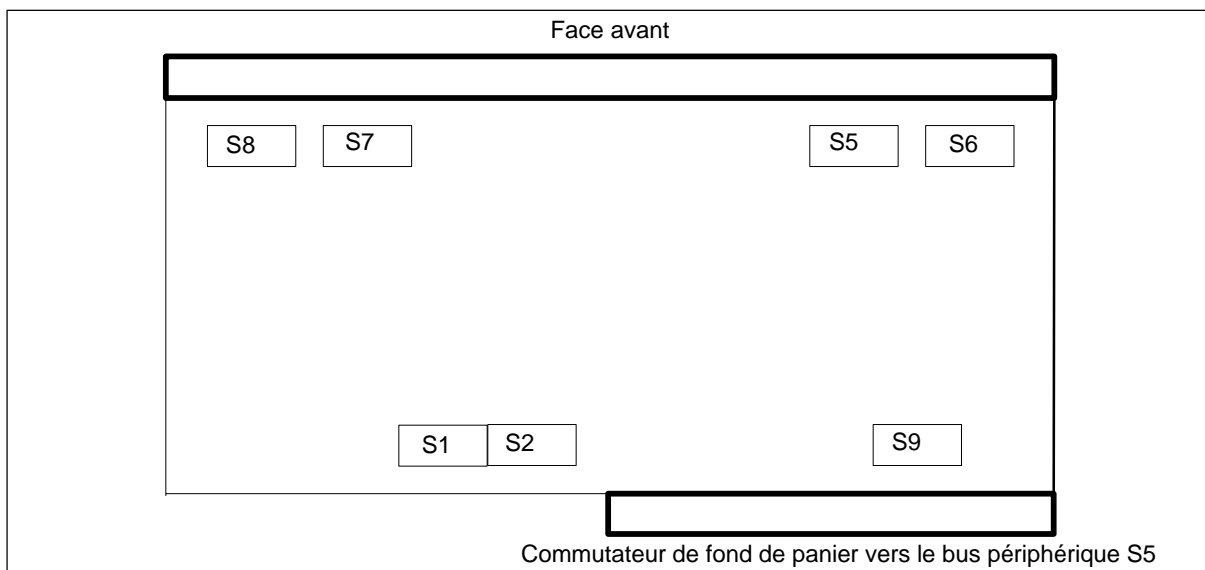 Face avant
S8 S7 S5 S6
S1 S2 S9
Commutateur de fond de panier vers le bus périphérique S5